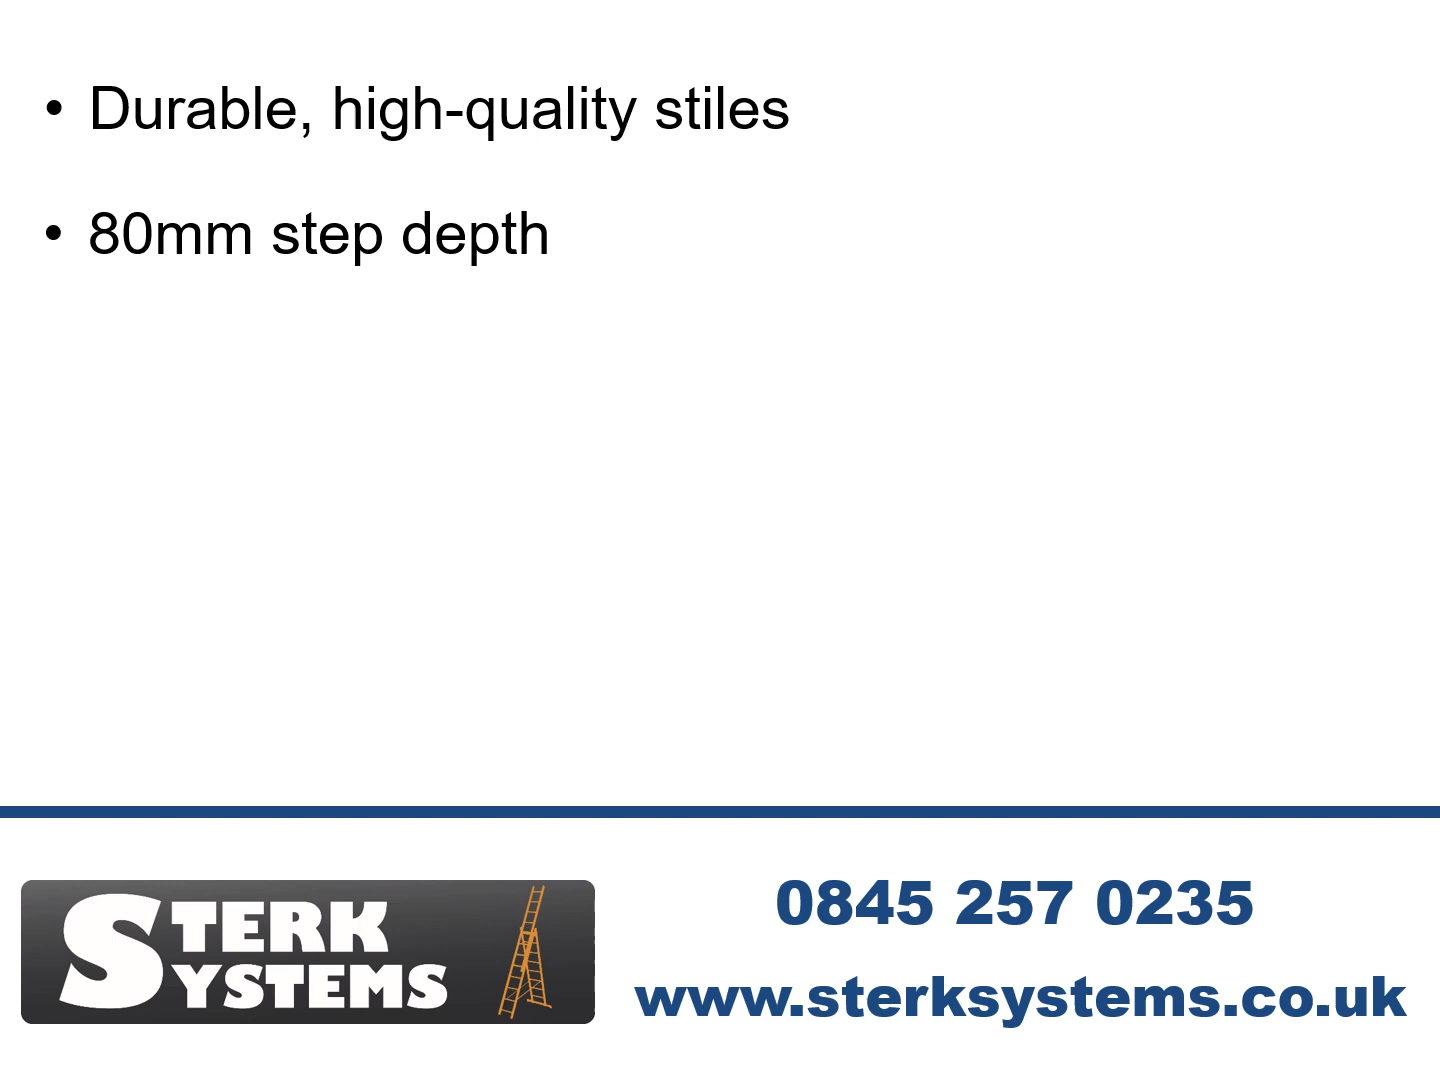 • Durable, high-quality stiles
• 80mm step depth
STERK
SYSTEMS
0845 257 0235
www.sterksystems.co.uk